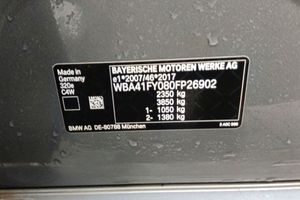 BAYERISCHE MOTOREN WERKE AG
Made in
Germany
320e
C4W
e1*2007/46*2017
WBA41FY080FP26902
2350 kg
3850 kg
1- 1050 kg
2- 1380 kg
BMW AG DE-80788 München